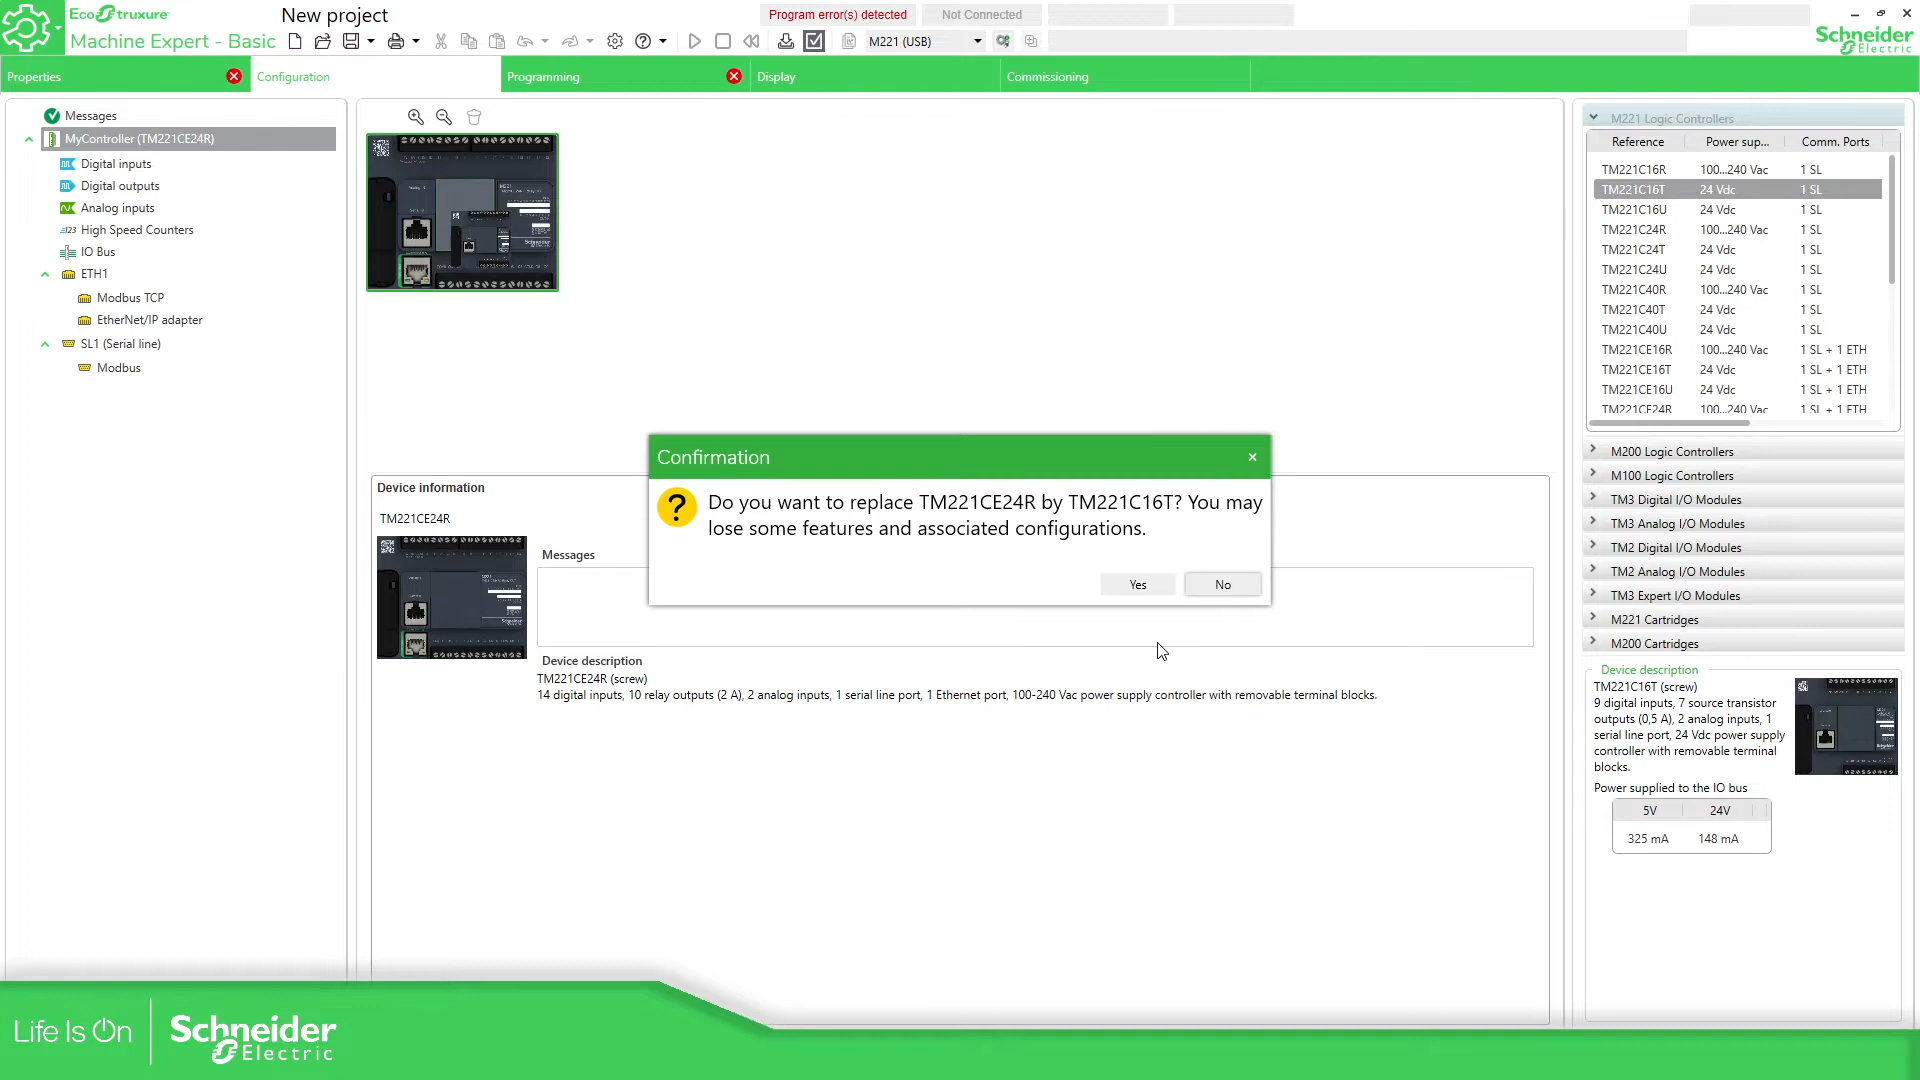 EcoStruxure
Machine Expert - Basic
New project
Program error(s) detected
Not Connected
M221 (USB)
Schneider
Electric
Properties
Configuration
Programming
Display
Commissioning
Messages
MyController (TM221CE24R)
Digital inputs
Digital outputs
Analog inputs
High Speed Counters
IO Bus
ETH1
Modbus TCP
EtherNet/IP adapter
SL1 (Serial line)
Modbus
M221 Logic Controllers
Reference Power sup... Comm. Ports
TM221C16R 100...240 Vac 1 SL
TM221C16T 24 Vdc 1 SL
TM221C16U 24 Vdc 1 SL
TM221C24R 100...240 Vac 1 SL
TM221C24T 24 Vdc 1 SL
TM221C24U 24 Vdc 1 SL
TM221C40R 100...240 Vac 1 SL
TM221C40T 24 Vdc 1 SL
TM221C40U 24 Vdc 1 SL
TM221CE16R 100...240 Vac 1 SL + 1 ETH
TM221CE16T 24 Vdc 1 SL + 1 ETH
TM221CE16U 24 Vdc 1 SL + 1 ETH
TM221CE24R 100...240 Vac 1 SL + 1 ETH
M200 Logic Controllers
M100 Logic Controllers
TM3 Digital I/O Modules
TM3 Analog I/O Modules
TM2 Digital I/O Modules
TM2 Analog I/O Modules
TM3 Expert I/O Modules
M221 Cartridges
M200 Cartridges
Device description
TM221C16T (screw)
9 digital inputs, 7 source transistor
outputs (0,5 A), 2 analog inputs, 1
serial line port, 24 Vdc power supply
controller with removable terminal
blocks.
Power supplied to the IO bus
5V 24V
325 mA 148 mA
Confirmation
Do you want to replace TM221CE24R by TM221C16T? You may
lose some features and associated configurations.
Yes No
Device information
TM221CE24R
Messages
Device description
TM221CE24R (screw)
14 digital inputs, 10 relay outputs (2 A), 2 analog inputs, 1 serial line port, 1 Ethernet port, 100-240 Vac power supply controller with removable terminal blocks.
Life Is On
Schneider
Electric